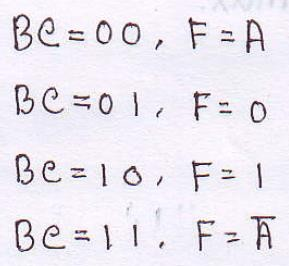 BC = 00, F = A
BC = 01, F = 0
BC = 10, F = 1
BC = 11. F = A̅